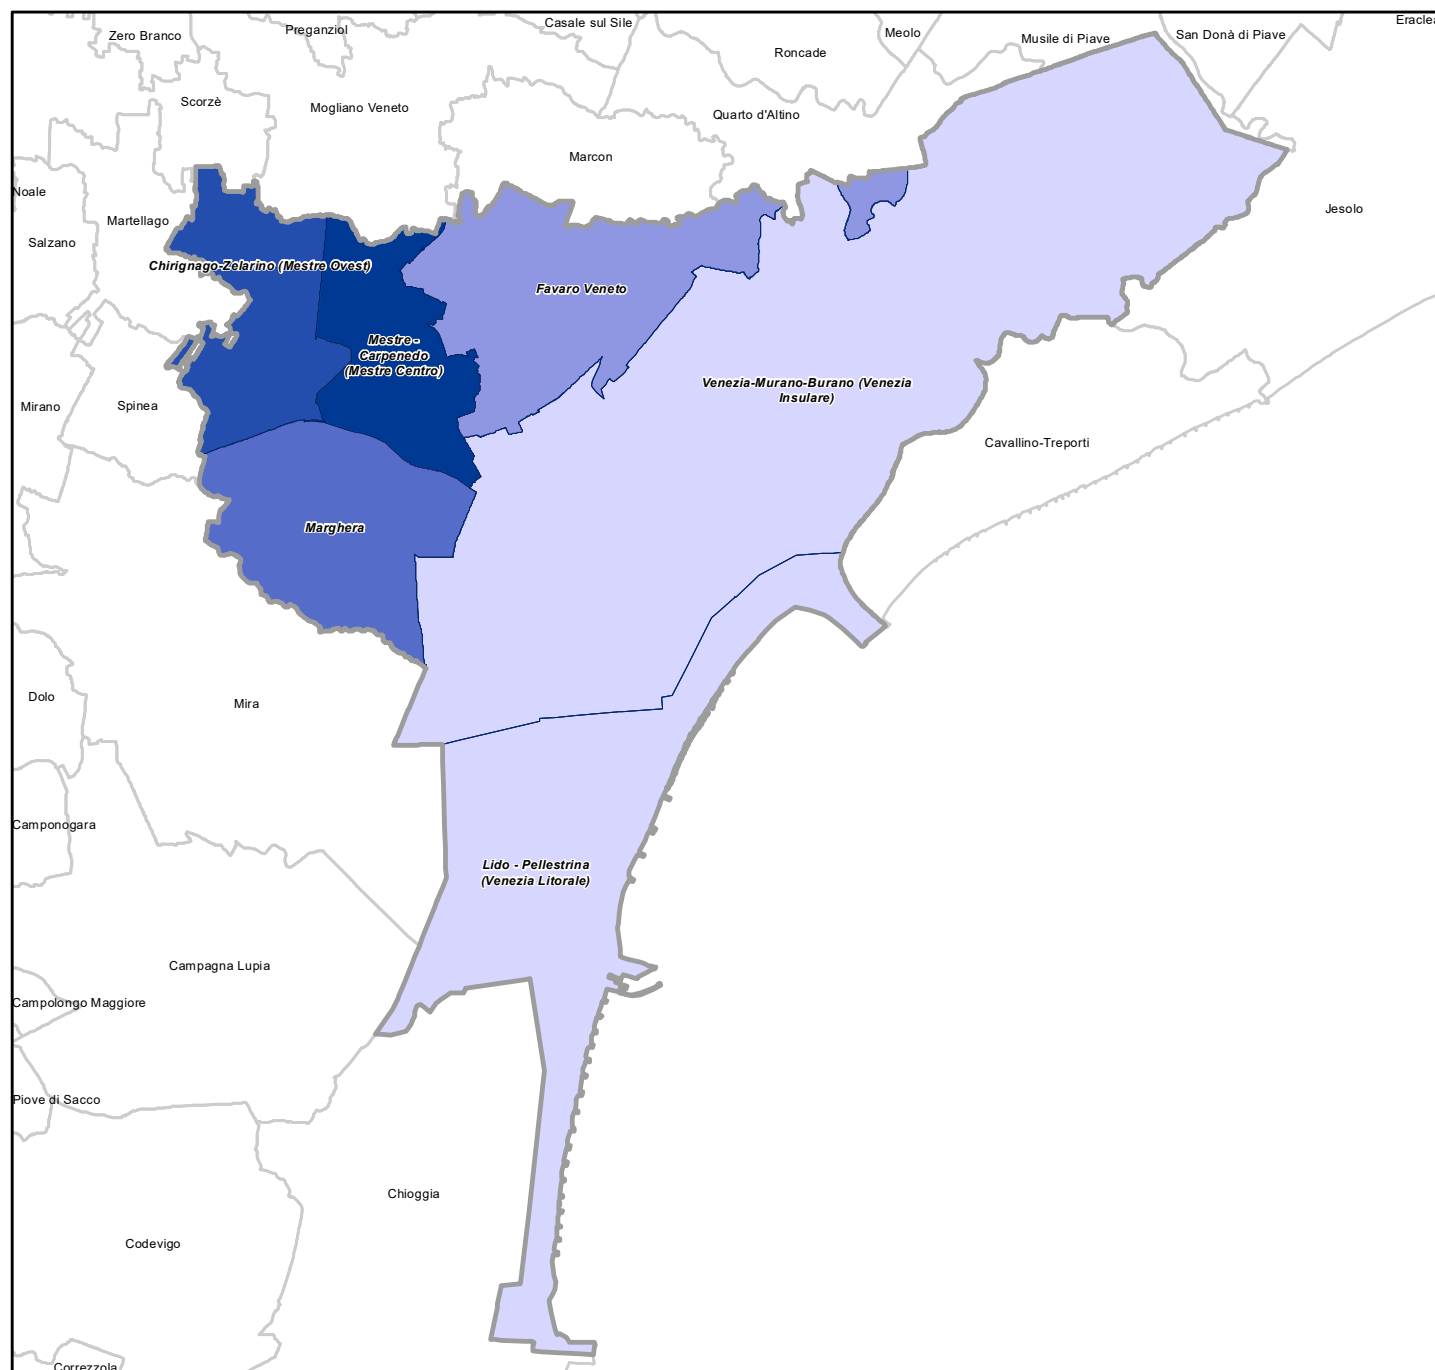 Eraclea
Casale sul Sile
Preganziol
Zero Branco
Meolo
San Donà di Piave
Musile di Piave
Roncade
Scorzè
Mogliano Veneto
Quarto d'Altino
Marcon
Noale
Jesolo
Martellago
Salzano
Chirignago-Zelarino (Mestre Ovest)
Favaro Veneto
Mestre -
Carpenedo
(Mestre Centro)
Venezia-Murano-Burano (Venezia
Insulare)
Mirano
Spinea
Cavallino-Treporti
Marghera
Dolo
Mira
Camponogara
Lido - Pellestrina
(Venezia Litorale)
Campagna Lupia
Campolongo Maggiore
Piove di Sacco
Chioggia
Codevigo
Correzzola